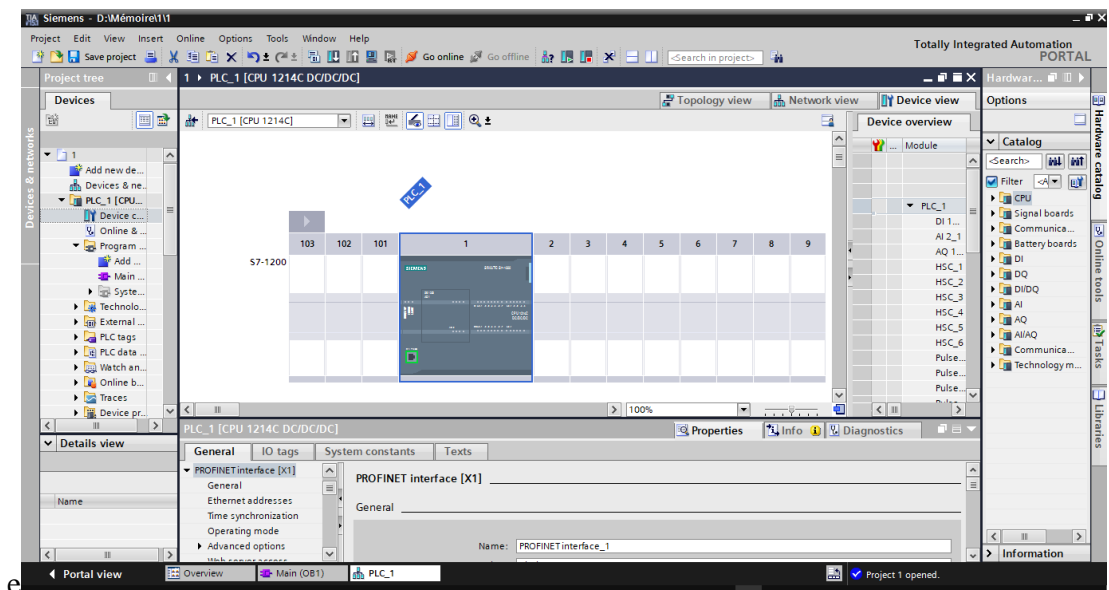 Siemens - D:\Mémoire\1\1
Project Edit View Insert Online Options Tools Window Help
Totally Integrated Automation
PORTAL
Save project Go online Go offline <Search in project>
Project tree
1 ▸ PLC_1 [CPU 1214C DC/DC/DC]
Hardwar...
Devices
Topology view Network view Device view
Options
PLC_1 [CPU 1214C]
Device overview
Devices & networks
1
Add new de...
Devices & ne..
PLC_1 [CPU...
Device c...
Online & ...
Program ...
Add ...
Main ...
Syste...
Technolo...
External ...
PLC tags
PLC data ...
Watch an...
Online b...
Traces
Device pr...
PLC_1
103 102 101 1 2 3 4 5 6 7 8 9
S7-1200
SIEMENS
100%
... Module
PLC_1
DI 1...
AI 2_1
AQ 1...
HSC_1
HSC_2
HSC_3
HSC_4
HSC_5
HSC_6
Pulse...
Pulse...
Pulse...
Catalog
<Search>
Filter <A
CPU
Signal boards
Communica...
Battery boards
DI
DQ
DI/DQ
AI
AQ
AI/AQ
Communica...
Technology m...
Information
Hardware catalog
Online tools
Tasks
Libraries
Details view
Name
PLC_1 [CPU 1214C DC/DC/DC]
Properties Info Diagnostics
General IO tags System constants Texts
PROFINET interface [X1]
General
Ethernet addresses
Time synchronization
Operating mode
Advanced options
Web server access
PROFINET interface [X1]
General
Name: PROFINET interface_1
Portal view Overview Main (OB1) PLC_1
Project 1 opened.
e